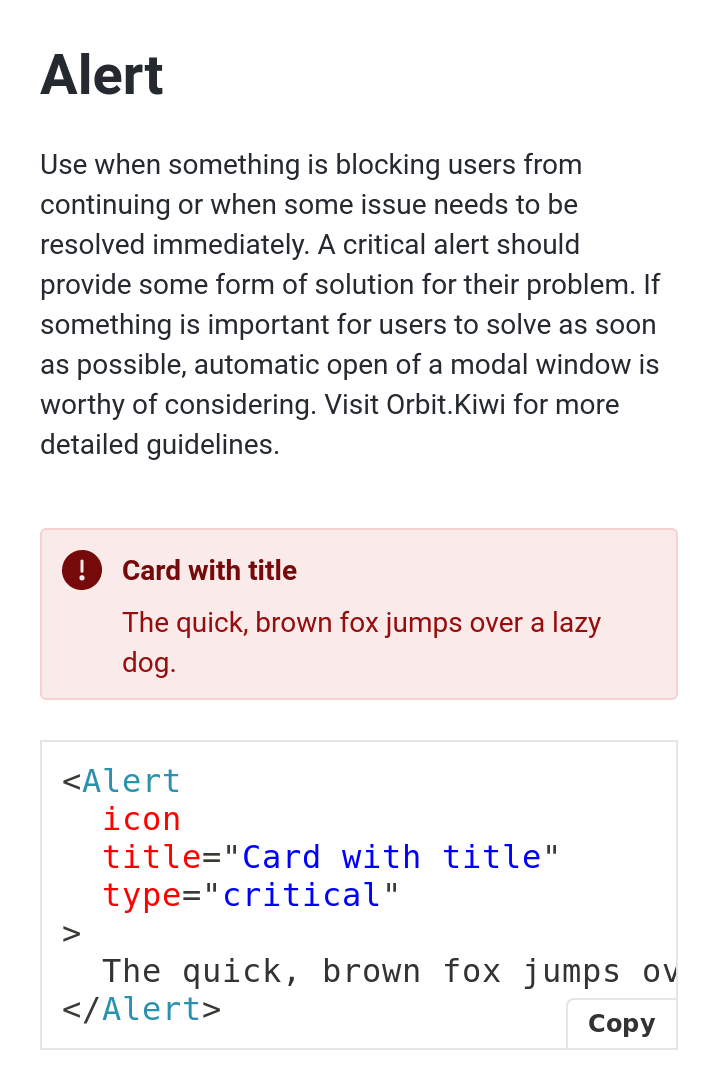 Alert
Use when something is blocking users from
continuing or when some issue needs to be
resolved immediately. A critical alert should
provide some form of solution for their problem. If
something is important for users to solve as soon
as possible, automatic open of a modal window is
worthy of considering. Visit Orbit.Kiwi for more
detailed guidelines.
Card with title
The quick, brown fox jumps over a lazy
dog.
<Alert
  icon
  title="Card with title"
  type="critical"
>
  The quick, brown fox jumps ov
</Alert>
Copy